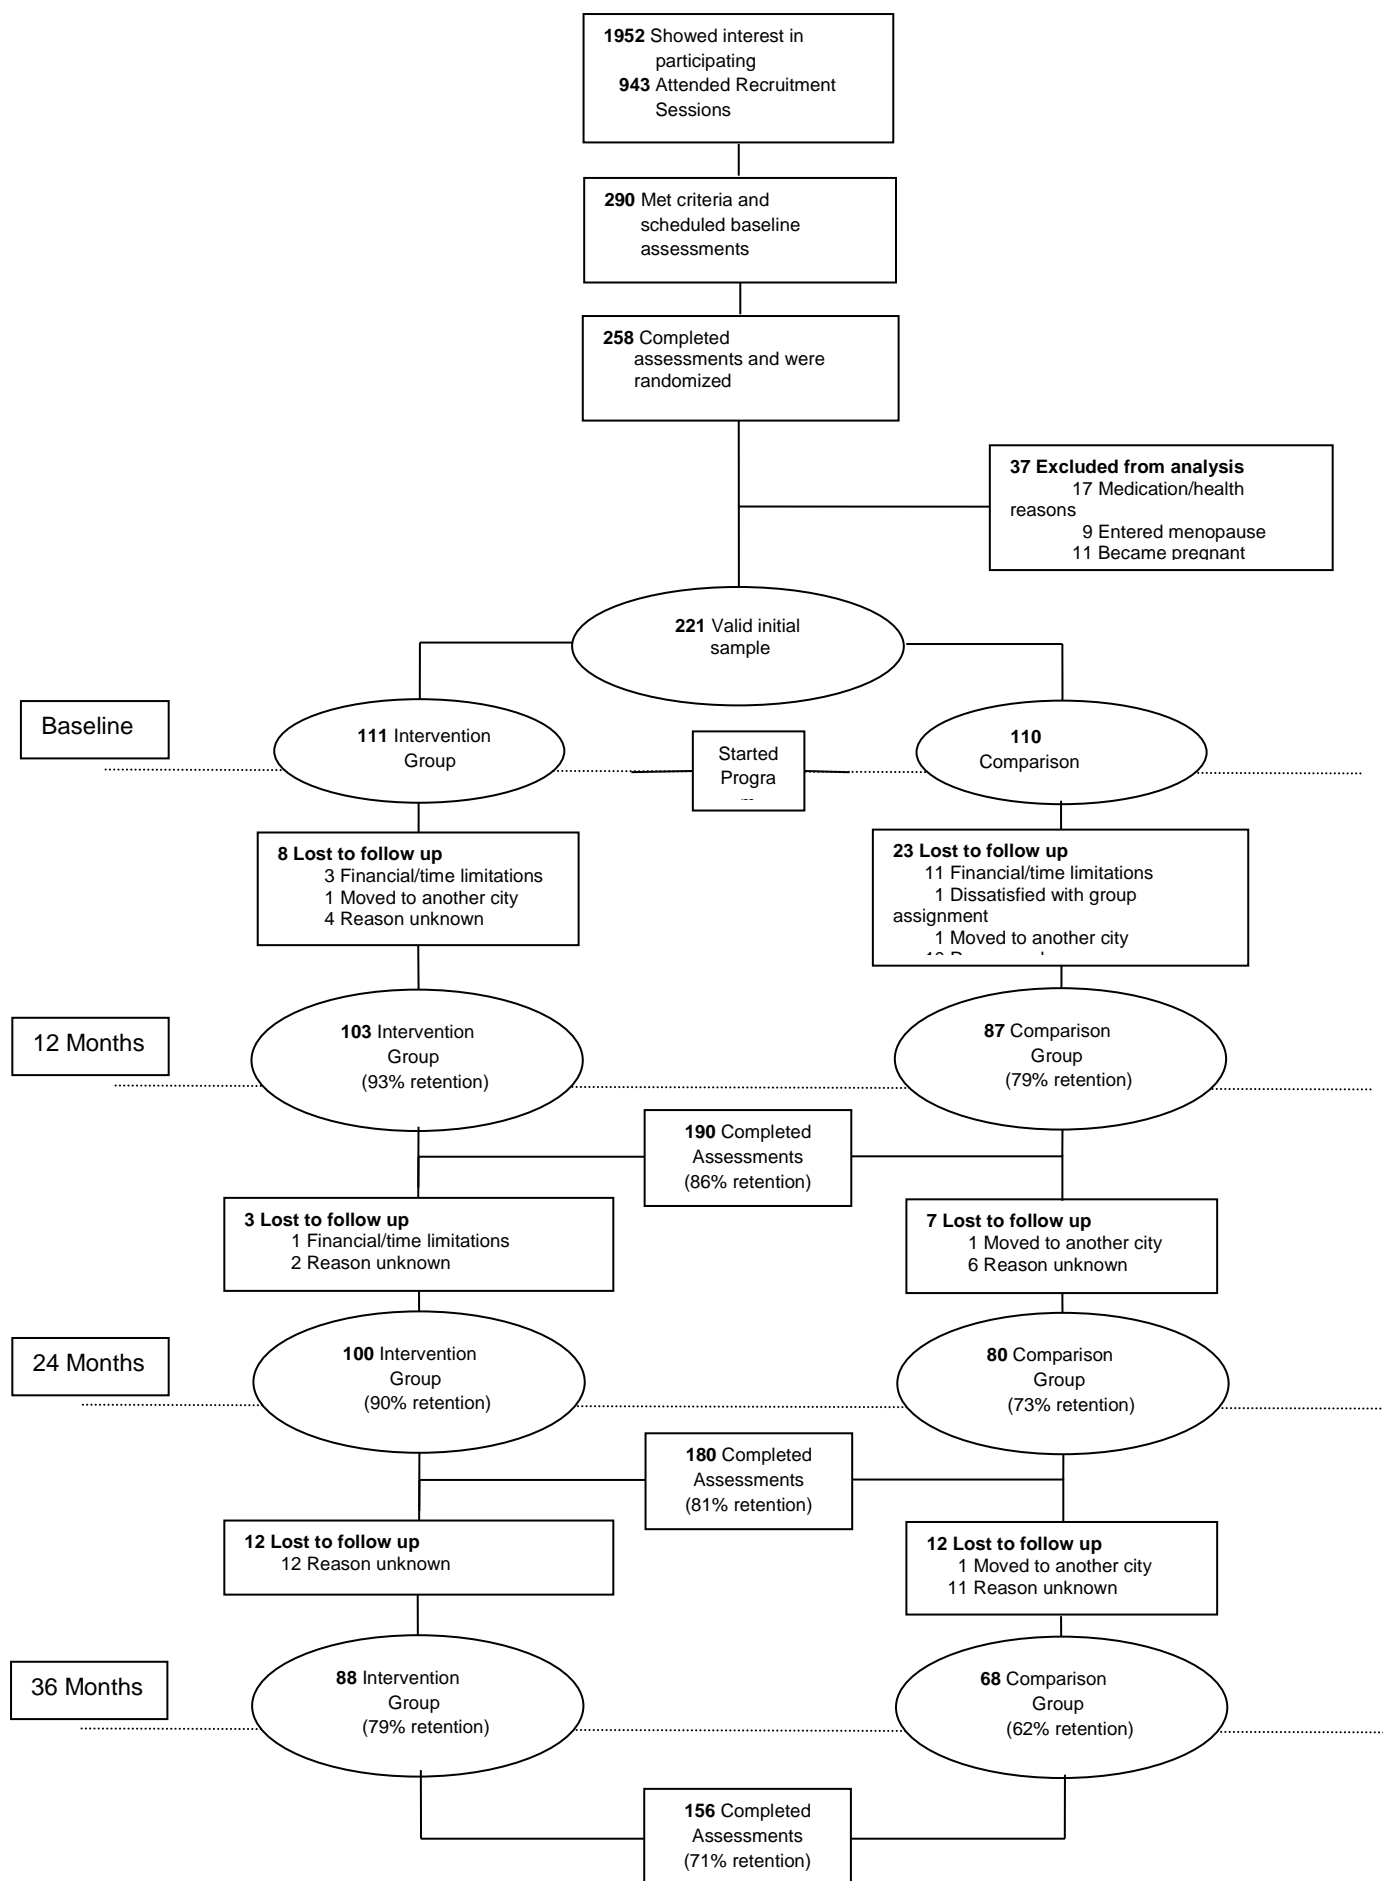 1952 Showed interest in
participating
943 Attended Recruitment
Sessions
290 Met criteria and
scheduled baseline
assessments
258 Completed
assessments and were
randomized
37 Excluded from analysis
17 Medication/health
reasons
9 Entered menopause
11 Became pregnant
221 Valid initial
sample
Baseline
111 Intervention
Group
Started
Progra
110
Comparison
8 Lost to follow up
3 Financial/time limitations
1 Moved to another city
4 Reason unknown
23 Lost to follow up
11 Financial/time limitations
1 Dissatisfied with group
assignment
1 Moved to another city
12 Months
103 Intervention
Group
(93% retention)
87 Comparison
Group
(79% retention)
190 Completed
Assessments
(86% retention)
3 Lost to follow up
1 Financial/time limitations
2 Reason unknown
7 Lost to follow up
1 Moved to another city
6 Reason unknown
24 Months
100 Intervention
Group
(90% retention)
80 Comparison
Group
(73% retention)
180 Completed
Assessments
(81% retention)
12 Lost to follow up
12 Reason unknown
12 Lost to follow up
1 Moved to another city
11 Reason unknown
36 Months
88 Intervention
Group
(79% retention)
68 Comparison
Group
(62% retention)
156 Completed
Assessments
(71% retention)